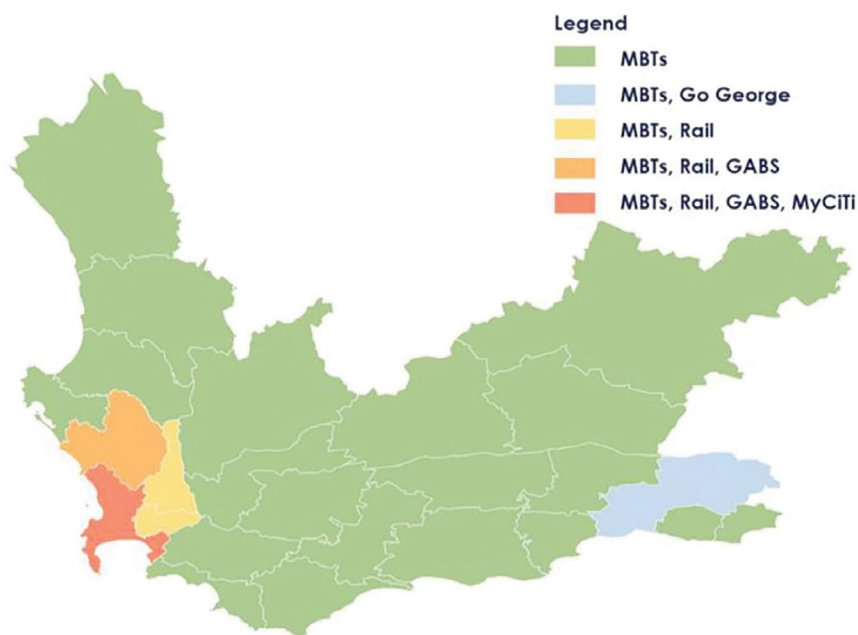 Legend
MBTs
MBTs, Go George
MBTs, Rail
MBTs, Rail, GABS
MBTs, Rail, GABS, MyCiTi